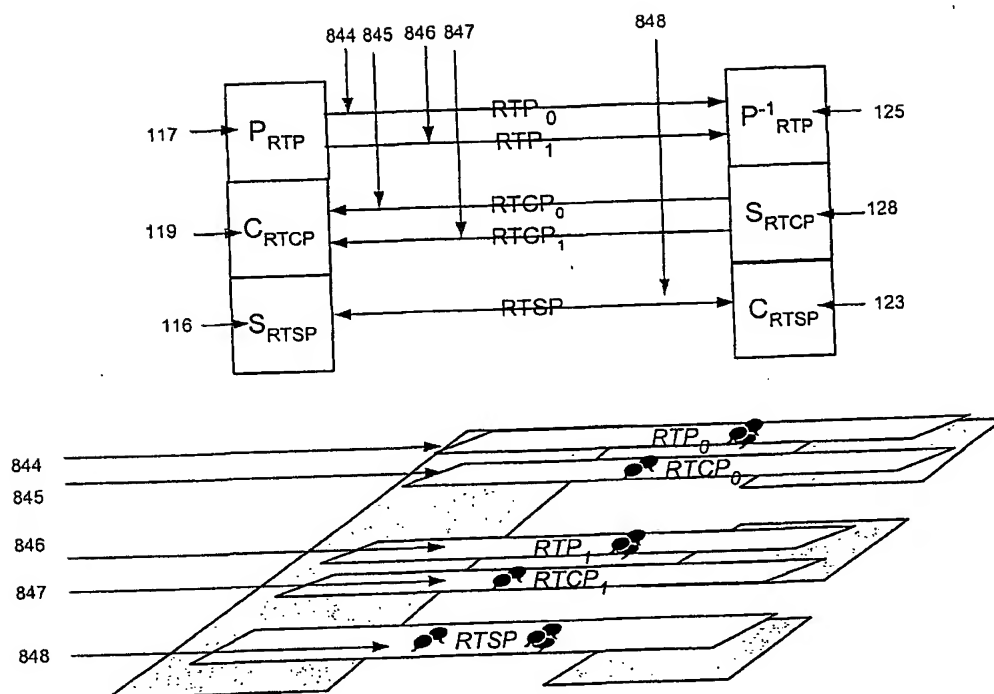 844 845 846 847 848
117 P_RTP RTP_0 P^-1_RTP 125
RTP_1
119 C_RTCP RTCP_0 S_RTCP 128
RTCP_1
116 S_RTSP RTSP C_RTSP 123
844 RTP_0
845 RTCP_0
846 RTP_1
847 RTCP_1
848 RTSP